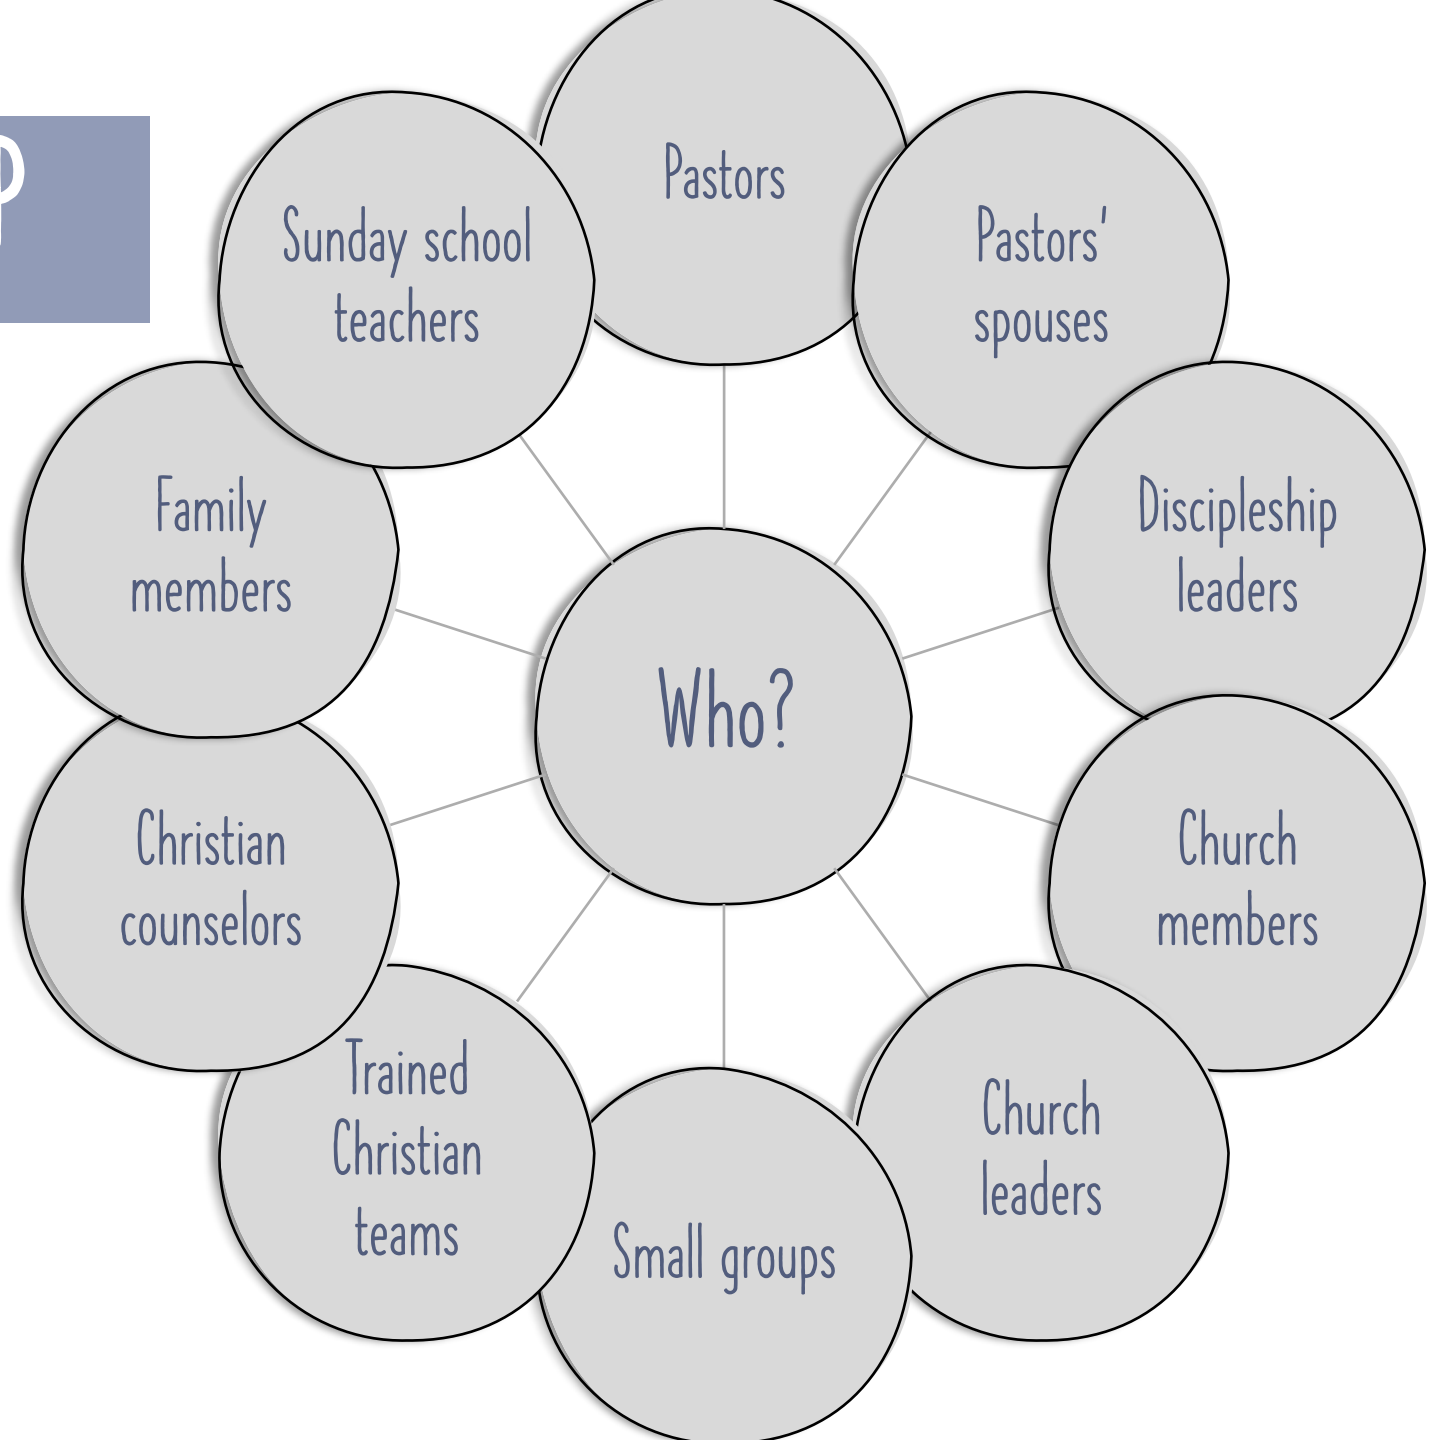 Pastors
Pastors'
spouses
Discipleship
leaders
Church
members
Church
leaders
Small groups
Trained
Christian
teams
Christian
counselors
Family
members
Sunday school
teachers
Who?